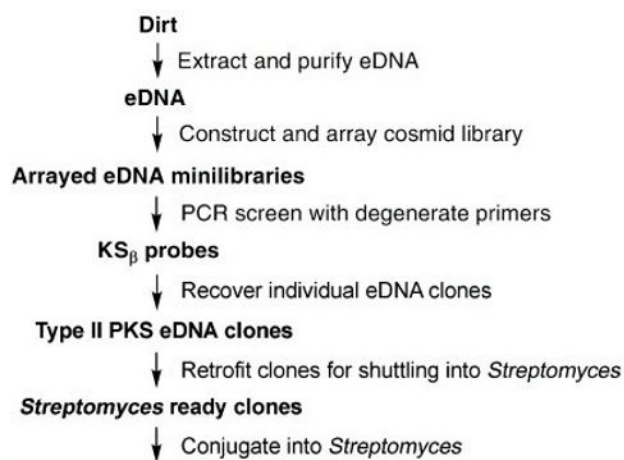 Dirt
Extract and purify eDNA
eDNA
Construct and array cosmid library
Arrayed eDNA minilibraries
PCR screen with degenerate primers
KSβ probes
Recover individual eDNA clones
Type II PKS eDNA clones
Retrofit clones for shuttling into Streptomyces
Streptomyces ready clones
Conjugate into Streptomyces